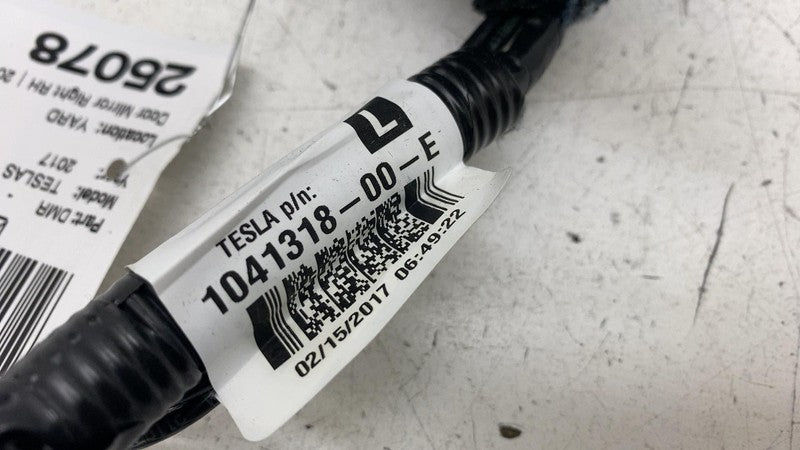 L
TESLA p/n:
1041318-00-E
02/15/2017 06:49:22
25078
Door Mirror Right RH | 20
Location: YARD
Year: 2017
Model: TESLAS
Part: DMR